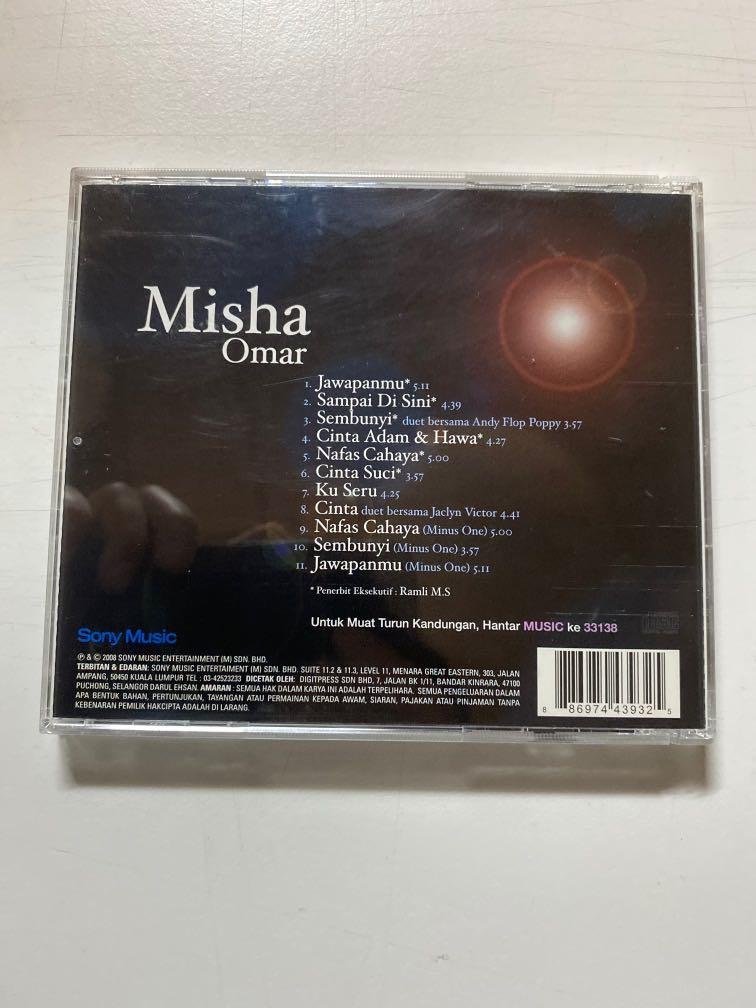 Misha
Omar
1. Jawapanmu* 5.11
2. Sampai Di Sini* 4.39
3. Sembunyi* duet bersama Andy Flop Poppy 3.57
4. Cinta Adam & Hawa* 4.27
5. Nafas Cahaya* 5.00
6. Cinta Suci* 3.57
7. Ku Seru 4.25
8. Cinta duet bersama Jaclyn Victor 4.41
9. Nafas Cahaya (Minus One) 5.00
10. Sembunyi (Minus One) 3.57
11. Jawapanmu (Minus One) 5.11
* Penerbit Eksekutif : Ramli M.S
Untuk Muat Turun Kandungan, Hantar MUSIC ke 33138
Sony Music
℗ & © 2008 SONY MUSIC ENTERTAINMENT (M) SDN. BHD.
TERBITAN & EDARAN: SONY MUSIC ENTERTAIMENT (M) SDN. BHD. SUITE 11.2 & 11.3, LEVEL 11, MENARA GREAT EASTERN, 303, JALAN
AMPANG, 50450 KUALA LUMPUR TEL : 03-42523233 DICETAK OLEH: DIGITPRESS SDN BHD, 7, JALAN BK 1/11, BANDAR KINRARA, 47100
PUCHONG, SELANGOR DARUL EHSAN. AMARAN : SEMUA HAK DALAM KARYA INI ADALAH TERPELIHARA. SEMUA PENGELUARAN DALAM
APA BENTUK BAHAN, PERTUNJUKAN, TAYANGAN ATAU PERMAINAN KEPADA AWAM, SIARAN, PAJAKAN ATAU PINJAMAN TANPA
KEBENARAN PEMILIK HAKCIPTA ADALAH DI LARANG.
8 86974 43932 5